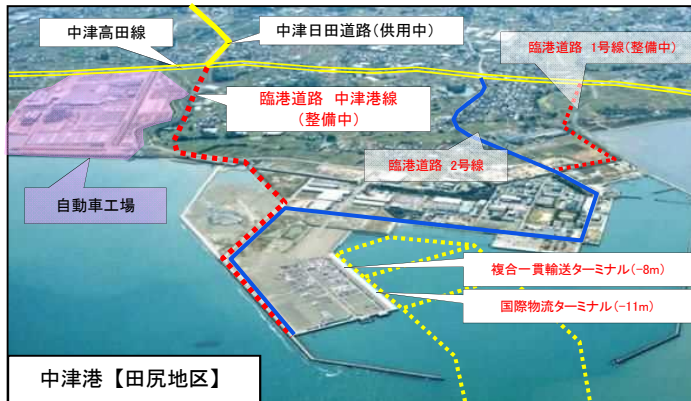 中津高田線
中津日田道路(供用中)
臨港道路 1号線(整備中)
臨港道路 中津港線
(整備中)
臨港道路 2号線
自動車工場
複合一貫輸送ターミナル(-8m)
国際物流ターミナル(-11m)
中津港【田尻地区】